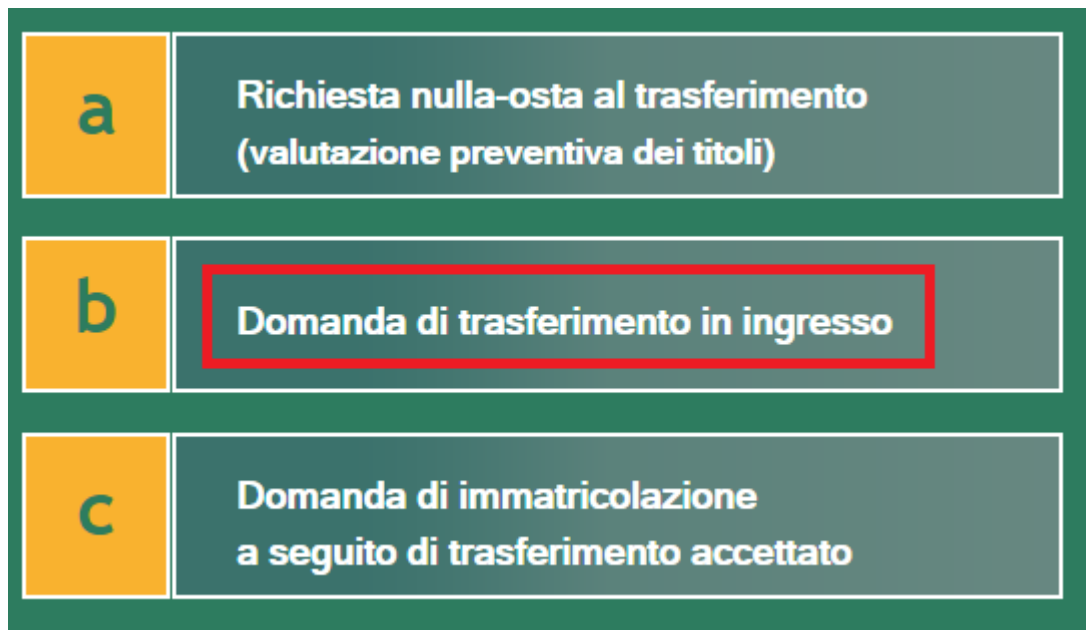 a
Richiesta nulla-osta al trasferimento
(valutazione preventiva dei titoli)
b
Domanda di trasferimento in ingresso
c
Domanda di immatricolazione
a seguito di trasferimento accettato